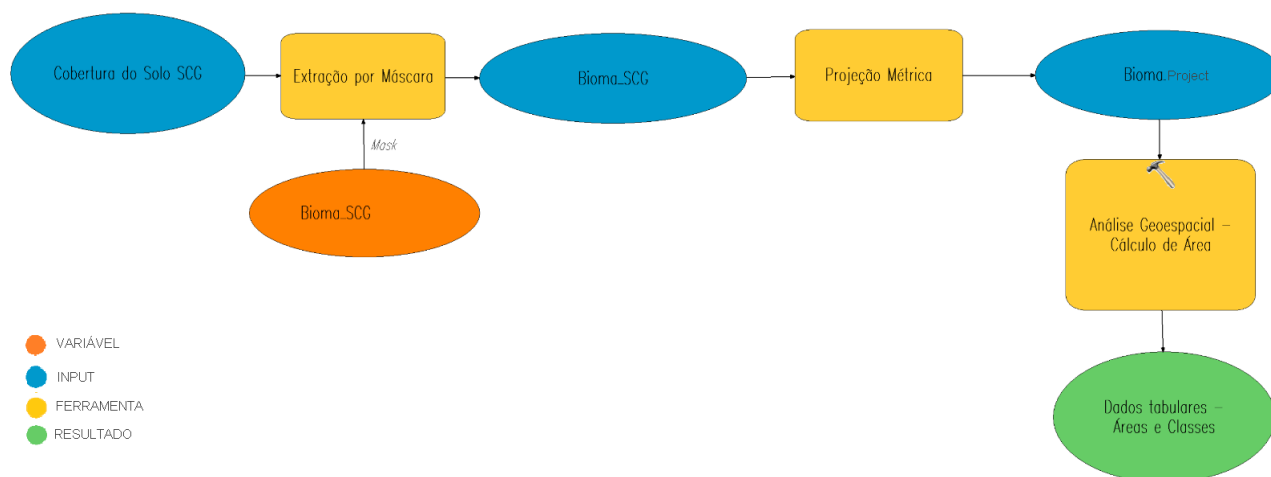 Cobertura do Solo SCG
Extração por Máscara
Bioma_SCG
Projeção Métrica
Bioma_Project
Mask
Bioma_SCG
Análise Geoespacial –
Cálculo de Área
Dados tabulares –
Áreas e Classes
VARIÁVEL
INPUT
FERRAMENTA
RESULTADO